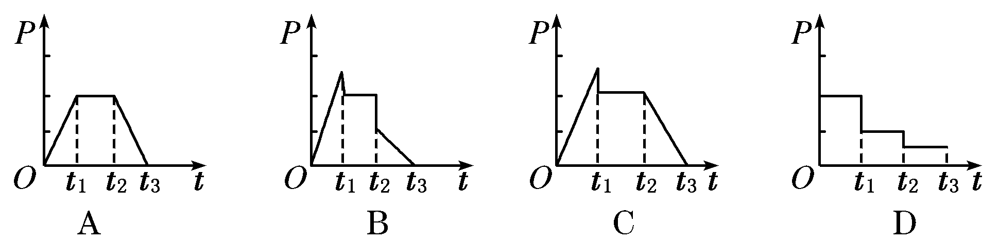 P P P P
O t₁ t₂ t₃ t O t₁ t₂ t₃ t O t₁ t₂ t₃ t O t₁ t₂ t₃ t
A B C D